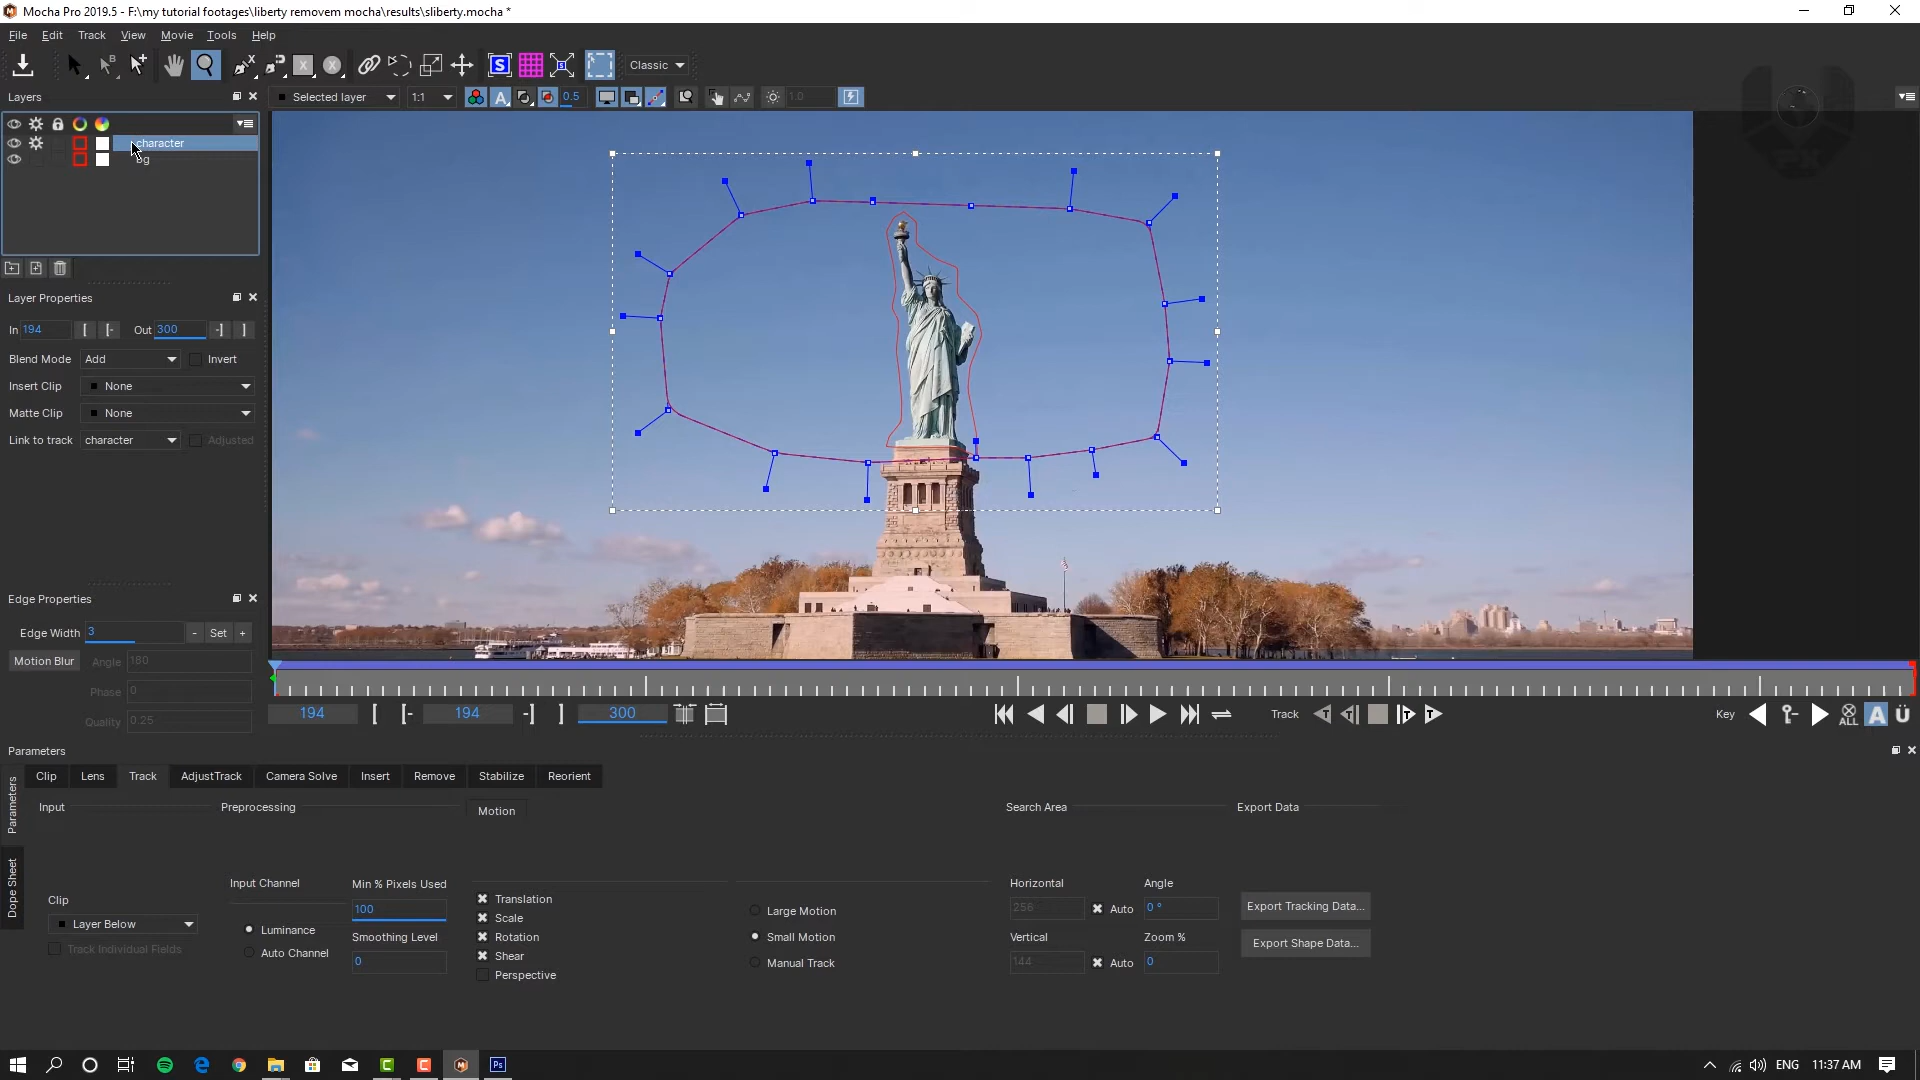 Mocha Pro 2019.5 - F:\my tutorial footages\liberty removem mocha\results\sliberty.mocha *
File Edit Track View Movie Tools Help
Classic
Layers
Selected layer 1:1 0.5 1.0
character
bg
Layer Properties
In 194 Out 300
Blend Mode Add Invert
Insert Clip None
Matte Clip None
Link to track character Adjusted
Edge Properties
Edge Width 3 - Set +
Motion Blur Angle 180
Phase 0
Quality 0.25
194 194 300 Track Key ALL
Parameters
Parameters
Dope Sheet
Clip Lens Track AdjustTrack Camera Solve Insert Remove Stabilize Reorient
Input Preprocessing Motion Search Area Export Data
Input Channel Min % Pixels Used Horizontal Angle
Clip 100 Translation 256 Auto 0 ° Export Tracking Data...
Layer Below Luminance Scale Large Motion
Smoothing Level Rotation Small Motion Vertical Zoom % Export Shape Data...
Track Individual Fields Auto Channel 0 Shear Manual Track 144 Auto 0
Perspective
ENG 11:37 AM